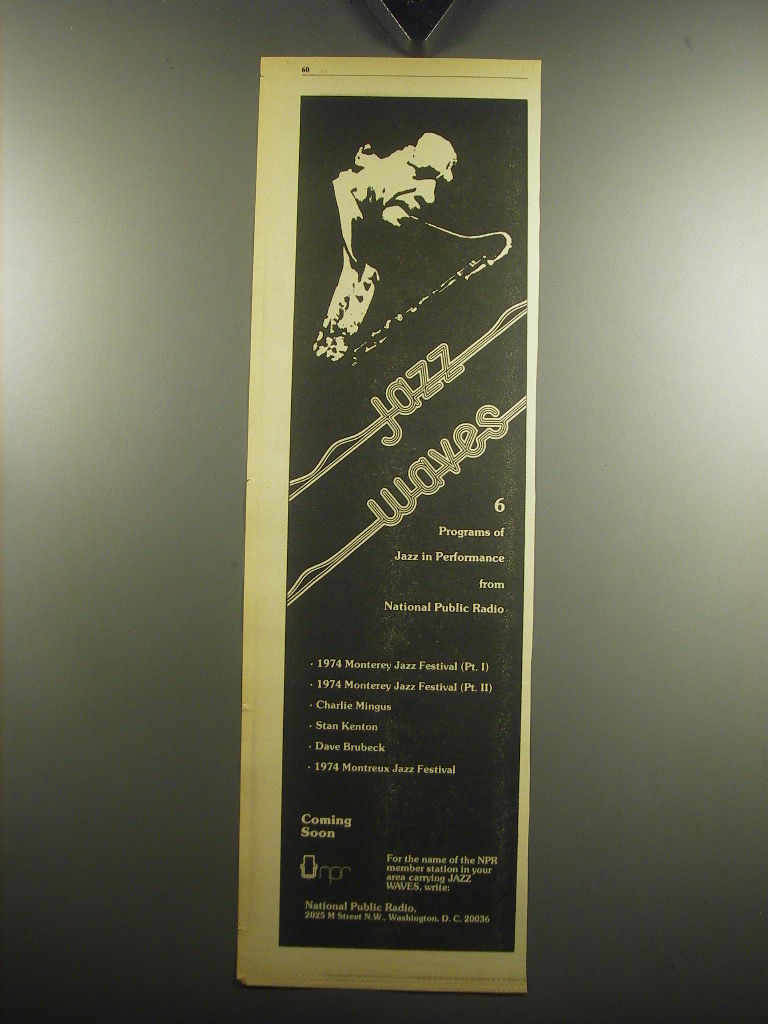 60
jazz
waves
6
Programs of
Jazz in Performance
from
National Public Radio
· 1974 Monterey Jazz Festival (Pt. I)
· 1974 Monterey Jazz Festival (Pt. II)
· Charlie Mingus
· Stan Kenton
· Dave Brubeck
· 1974 Montreux Jazz Festival
Coming
Soon
npr
For the name of the NPR
member station in your
area carrying JAZZ
WAVES, write:
National Public Radio,
2025 M Street N.W., Washington, D. C. 20036